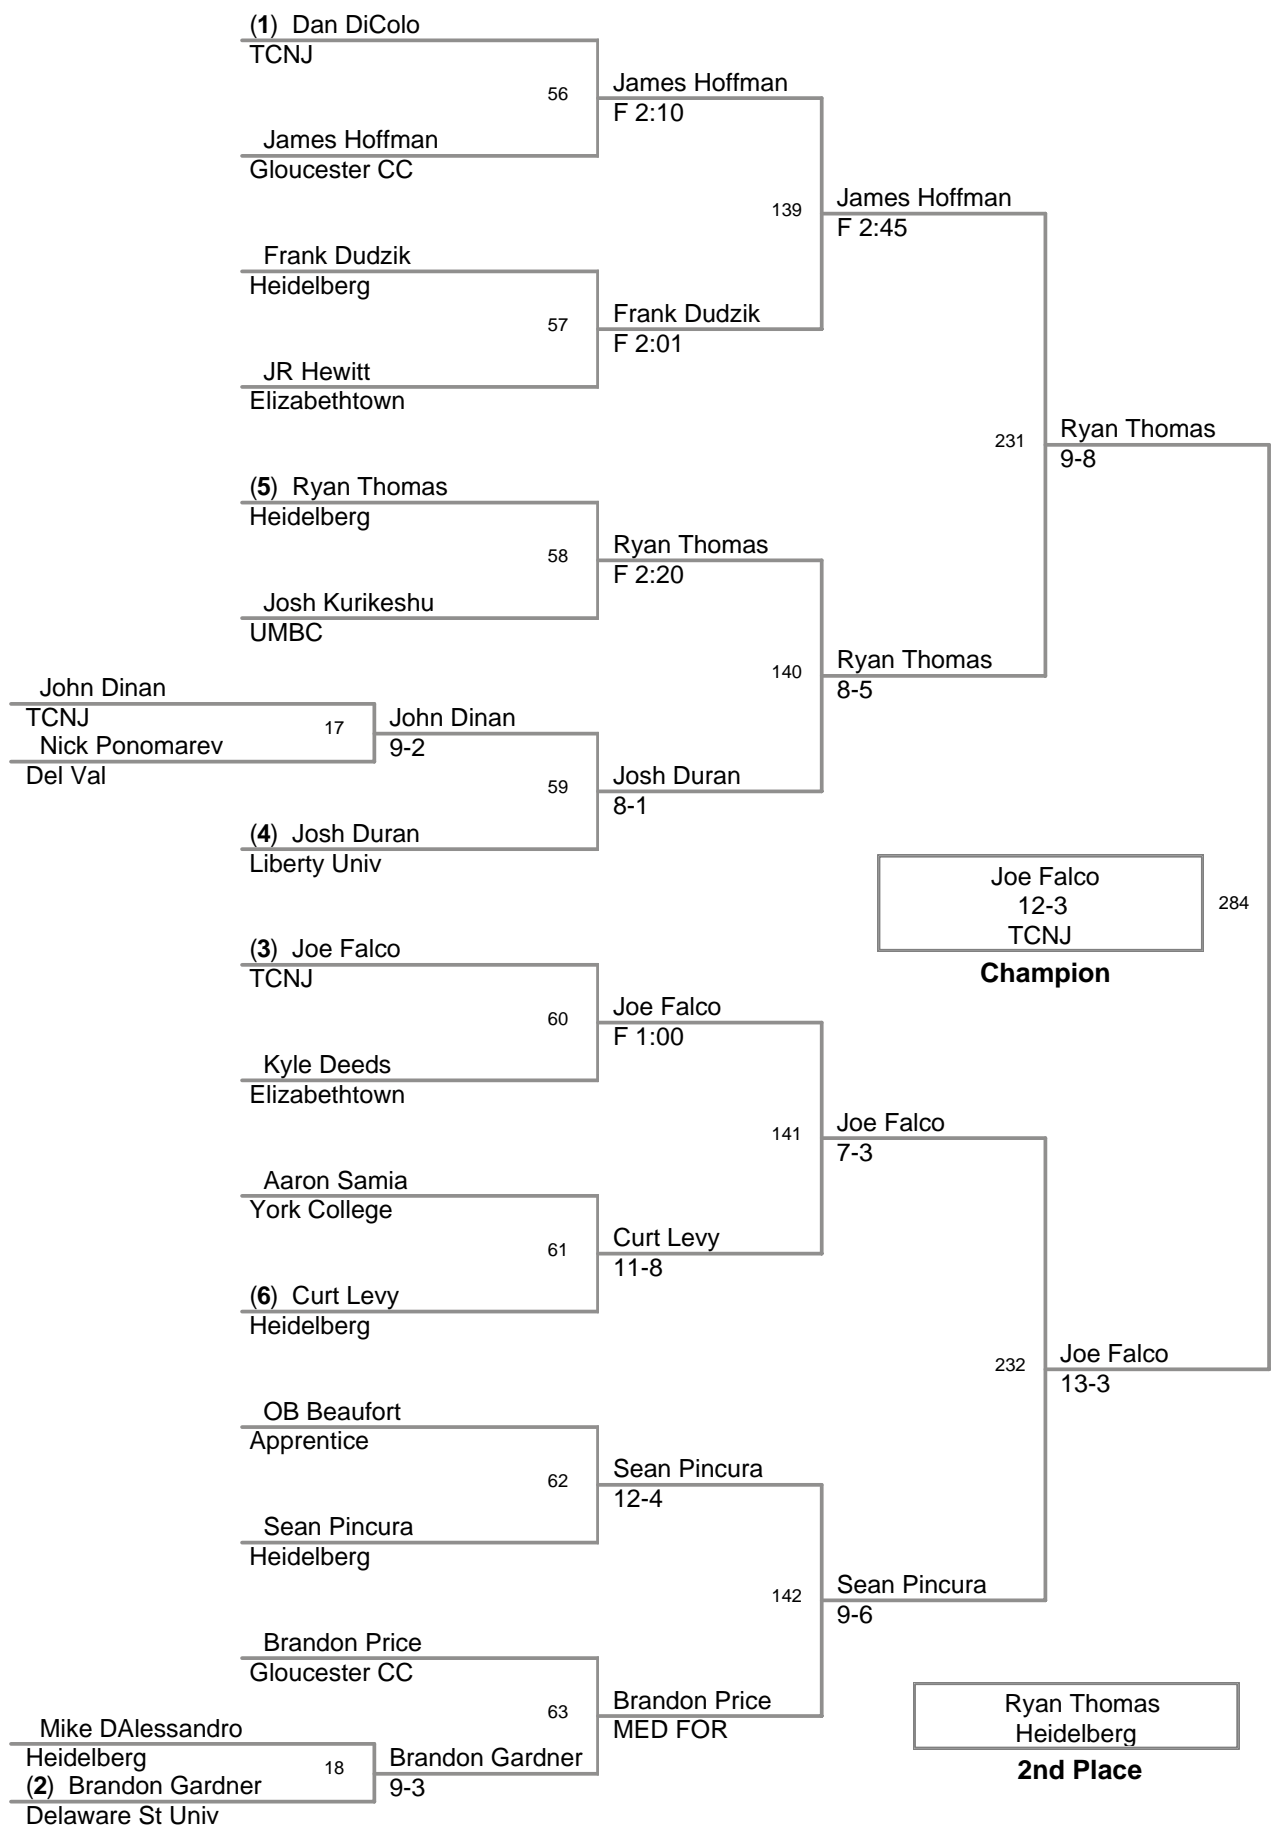 (1) Dan DiColo
TCNJ
56
James Hoffman
F 2:10
James Hoffman
Gloucester CC
139
James Hoffman
F 2:45
Frank Dudzik
Heidelberg
57
Frank Dudzik
F 2:01
JR Hewitt
Elizabethtown
231
Ryan Thomas
9-8
(5) Ryan Thomas
Heidelberg
58
Ryan Thomas
F 2:20
Josh Kurikeshu
UMBC
140
Ryan Thomas
8-5
John Dinan
TCNJ
17
Nick Ponomarev
Del Val
John Dinan
9-2
59
Josh Duran
8-1
(4) Josh Duran
Liberty Univ
Joe Falco
12-3
TCNJ
Champion
284
(3) Joe Falco
TCNJ
60
Joe Falco
F 1:00
Kyle Deeds
Elizabethtown
141
Joe Falco
7-3
Aaron Samia
York College
61
Curt Levy
11-8
(6) Curt Levy
Heidelberg
232
Joe Falco
13-3
OB Beaufort
Apprentice
62
Sean Pincura
12-4
Sean Pincura
Heidelberg
142
Sean Pincura
9-6
Brandon Price
Gloucester CC
63
Brandon Price
MED FOR
Mike DAlessandro
Heidelberg
18
(2) Brandon Gardner
Delaware St Univ
Brandon Gardner
9-3
Ryan Thomas
Heidelberg
2nd Place